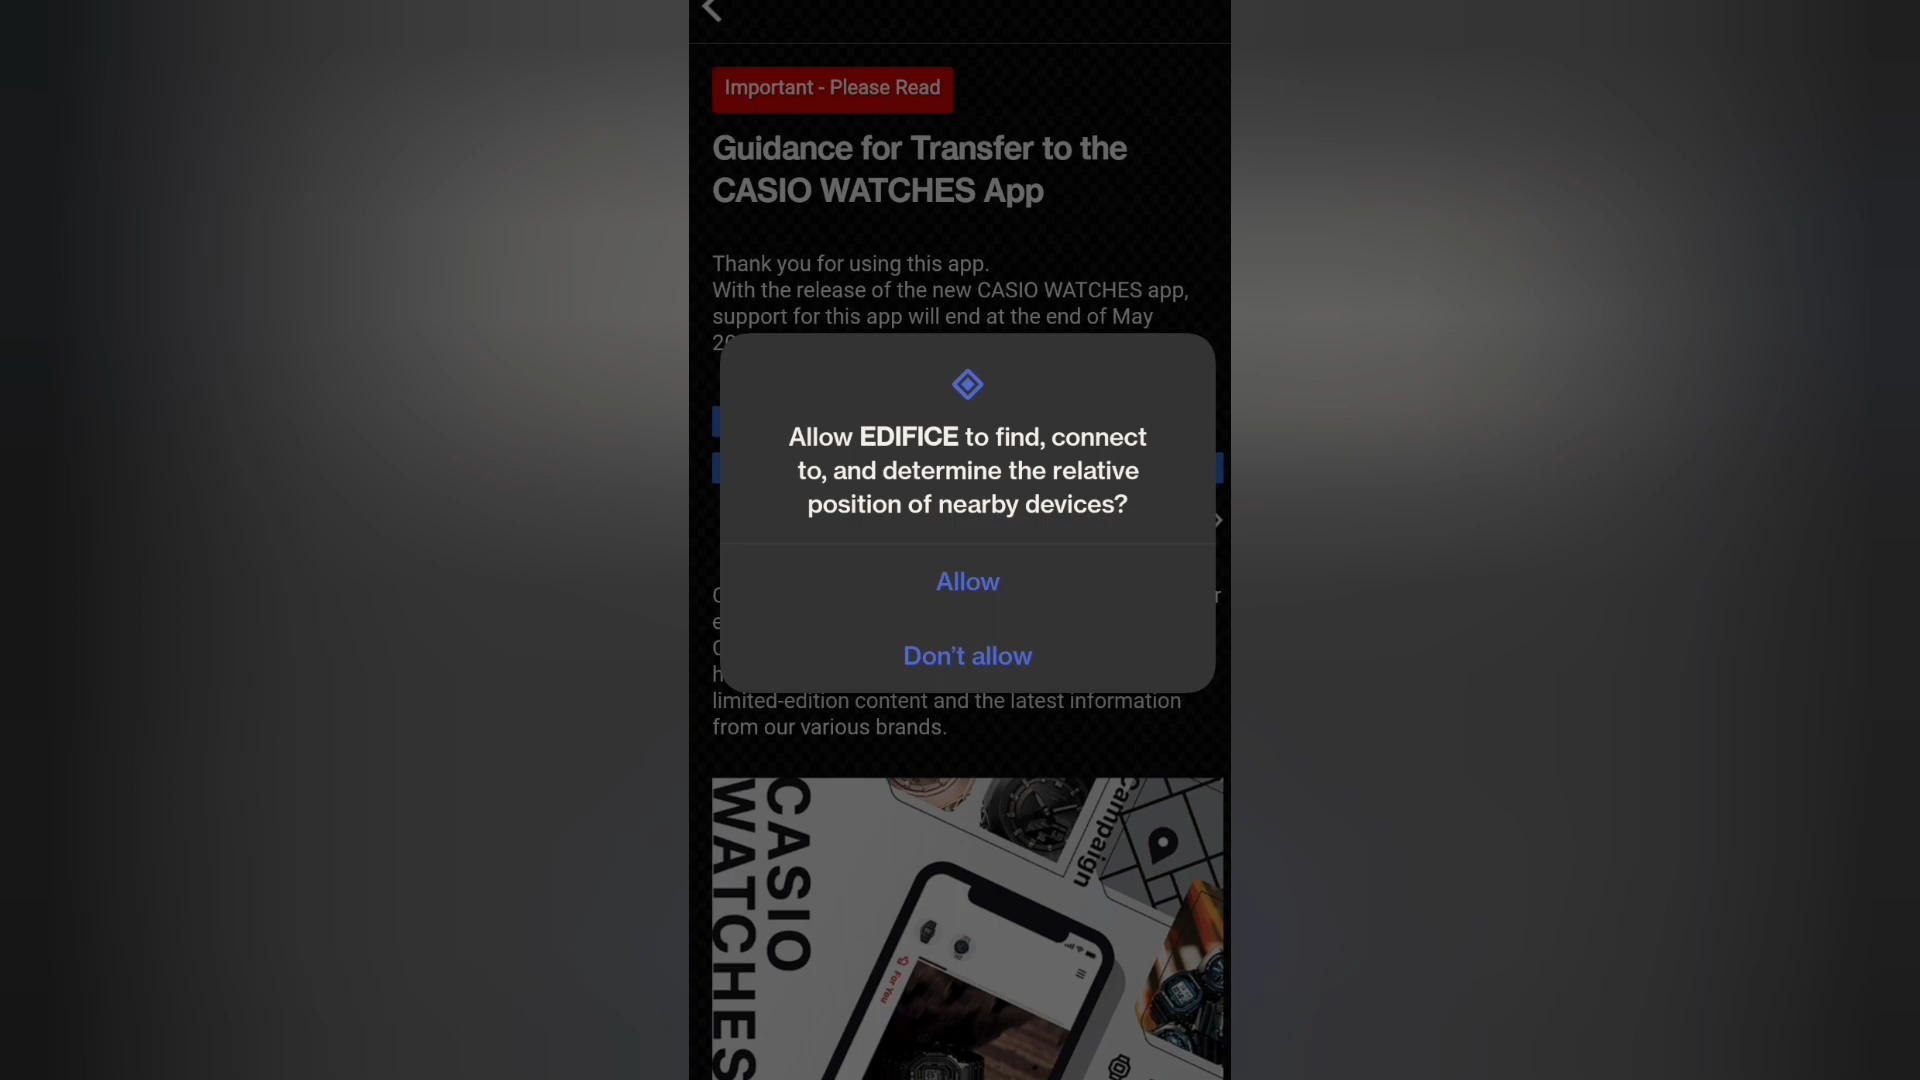 Important - Please Read
Guidance for Transfer to the
CASIO WATCHES App
Thank you for using this app.
With the release of the new CASIO WATCHES app,
support for this app will end at the end of May
Allow EDIFICE to find, connect
to, and determine the relative
position of nearby devices?
Allow
Don't allow
limited-edition content and the latest information
from our various brands.
CASIO
WATCHES
Campaign
For You